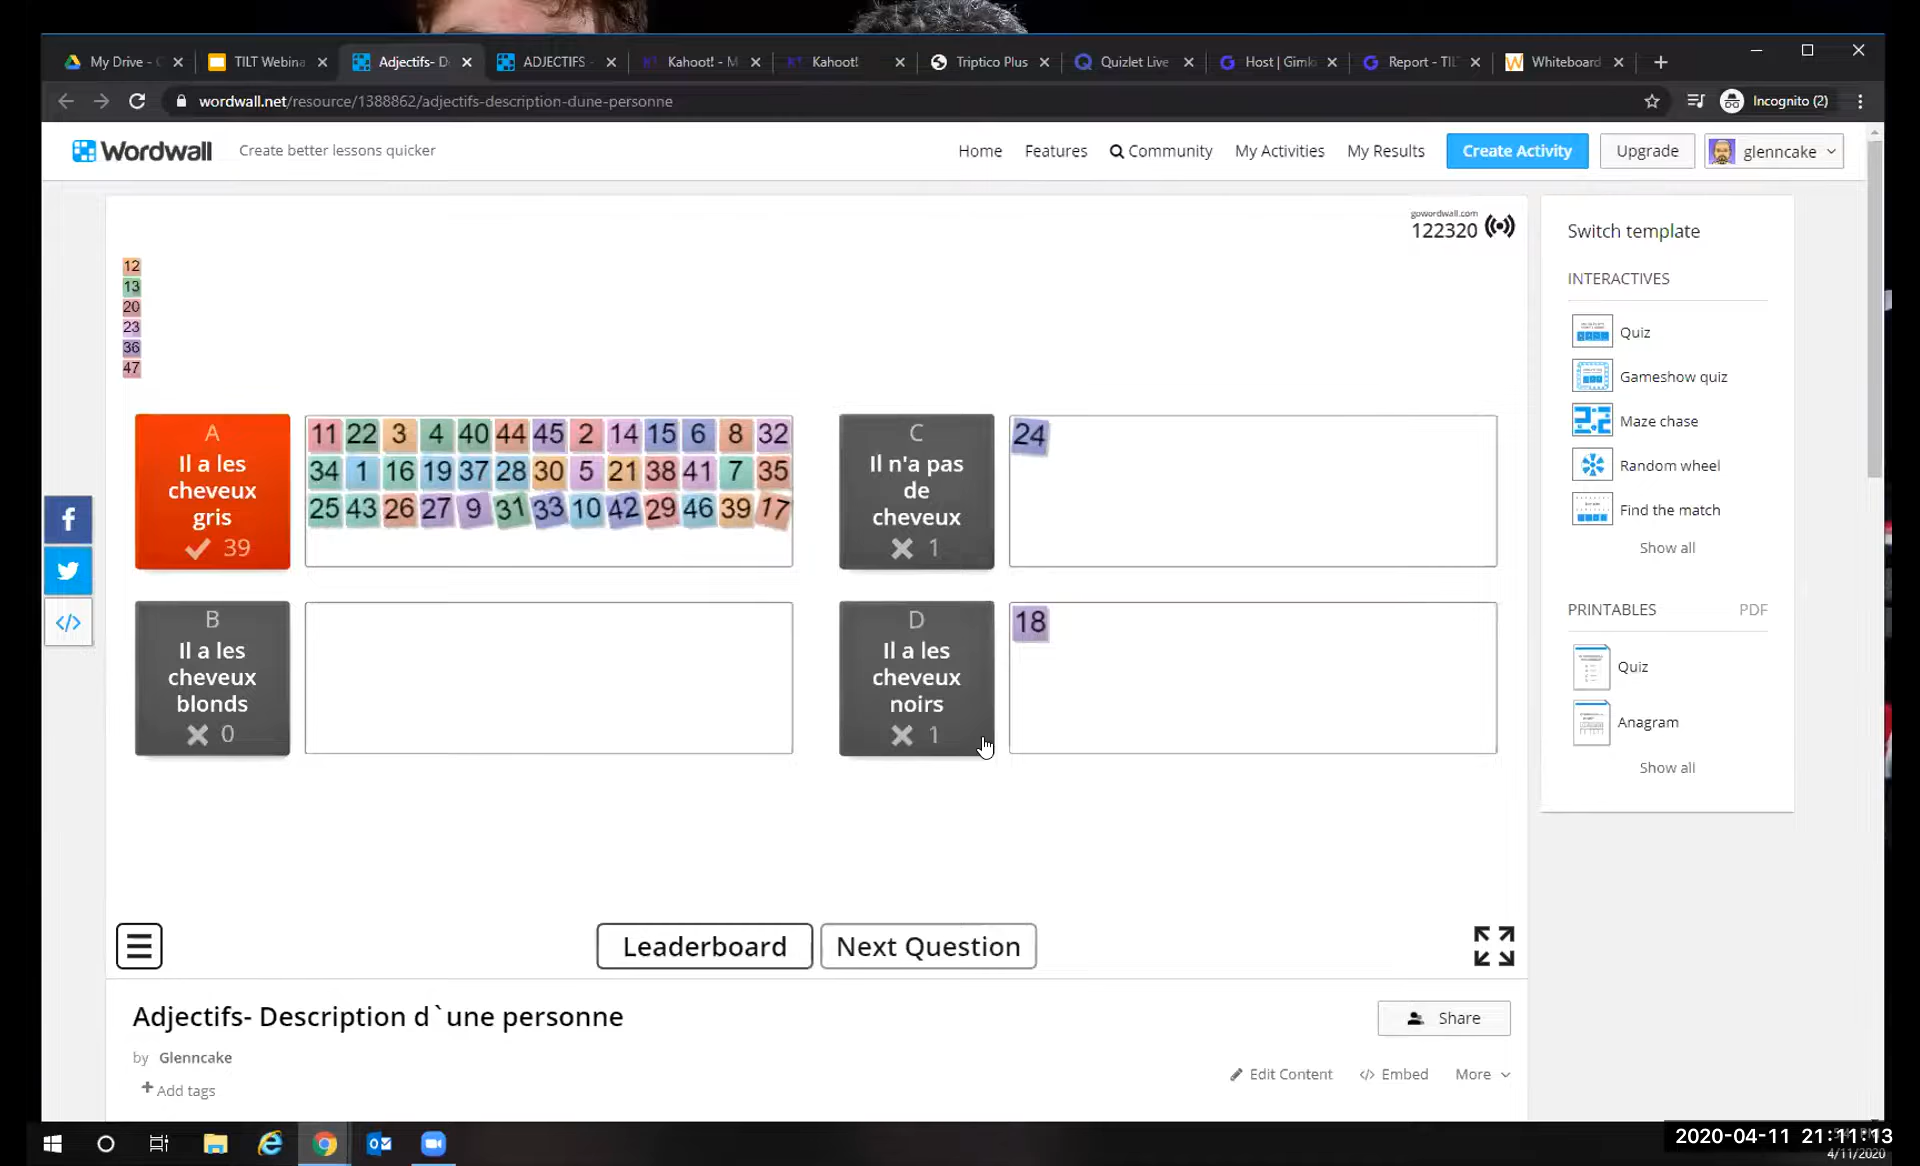 My Drive - 
TILT Webina
Adjectifs- D
ADJECTIFS -
Kahoot! - M
Kahoot!
Triptico Plus
Quizlet Live
Host | Gimk
Report - TIL
Whiteboard
wordwall.net/resource/1388862/adjectifs-description-dune-personne
Incognito (2)
Wordwall
Create better lessons quicker
Home
Features
Community
My Activities
My Results
Create Activity
Upgrade
glenncake
gowordwall.com
122320
12
13
20
23
36
47
A
Il a les
cheveux
gris
39
11 22 3 4 40 44 45 2 14 15 6 8 32
34 1 16 19 37 28 30 5 21 38 41 7 35
25 43 26 27 9 31 33 10 42 29 46 39 17
C
Il n'a pas
de
cheveux
1
24
B
Il a les
cheveux
blonds
0
D
Il a les
cheveux
noirs
1
18
Switch template
INTERACTIVES
Quiz
Gameshow quiz
Maze chase
Random wheel
Find the match
Show all
PRINTABLES PDF
Quiz
Anagram
Show all
Leaderboard
Next Question
Adjectifs- Description d`une personne
Share
by Glenncake
Add tags
Edit Content
Embed
More
2020-04-11 21:11:13
4/11/2020